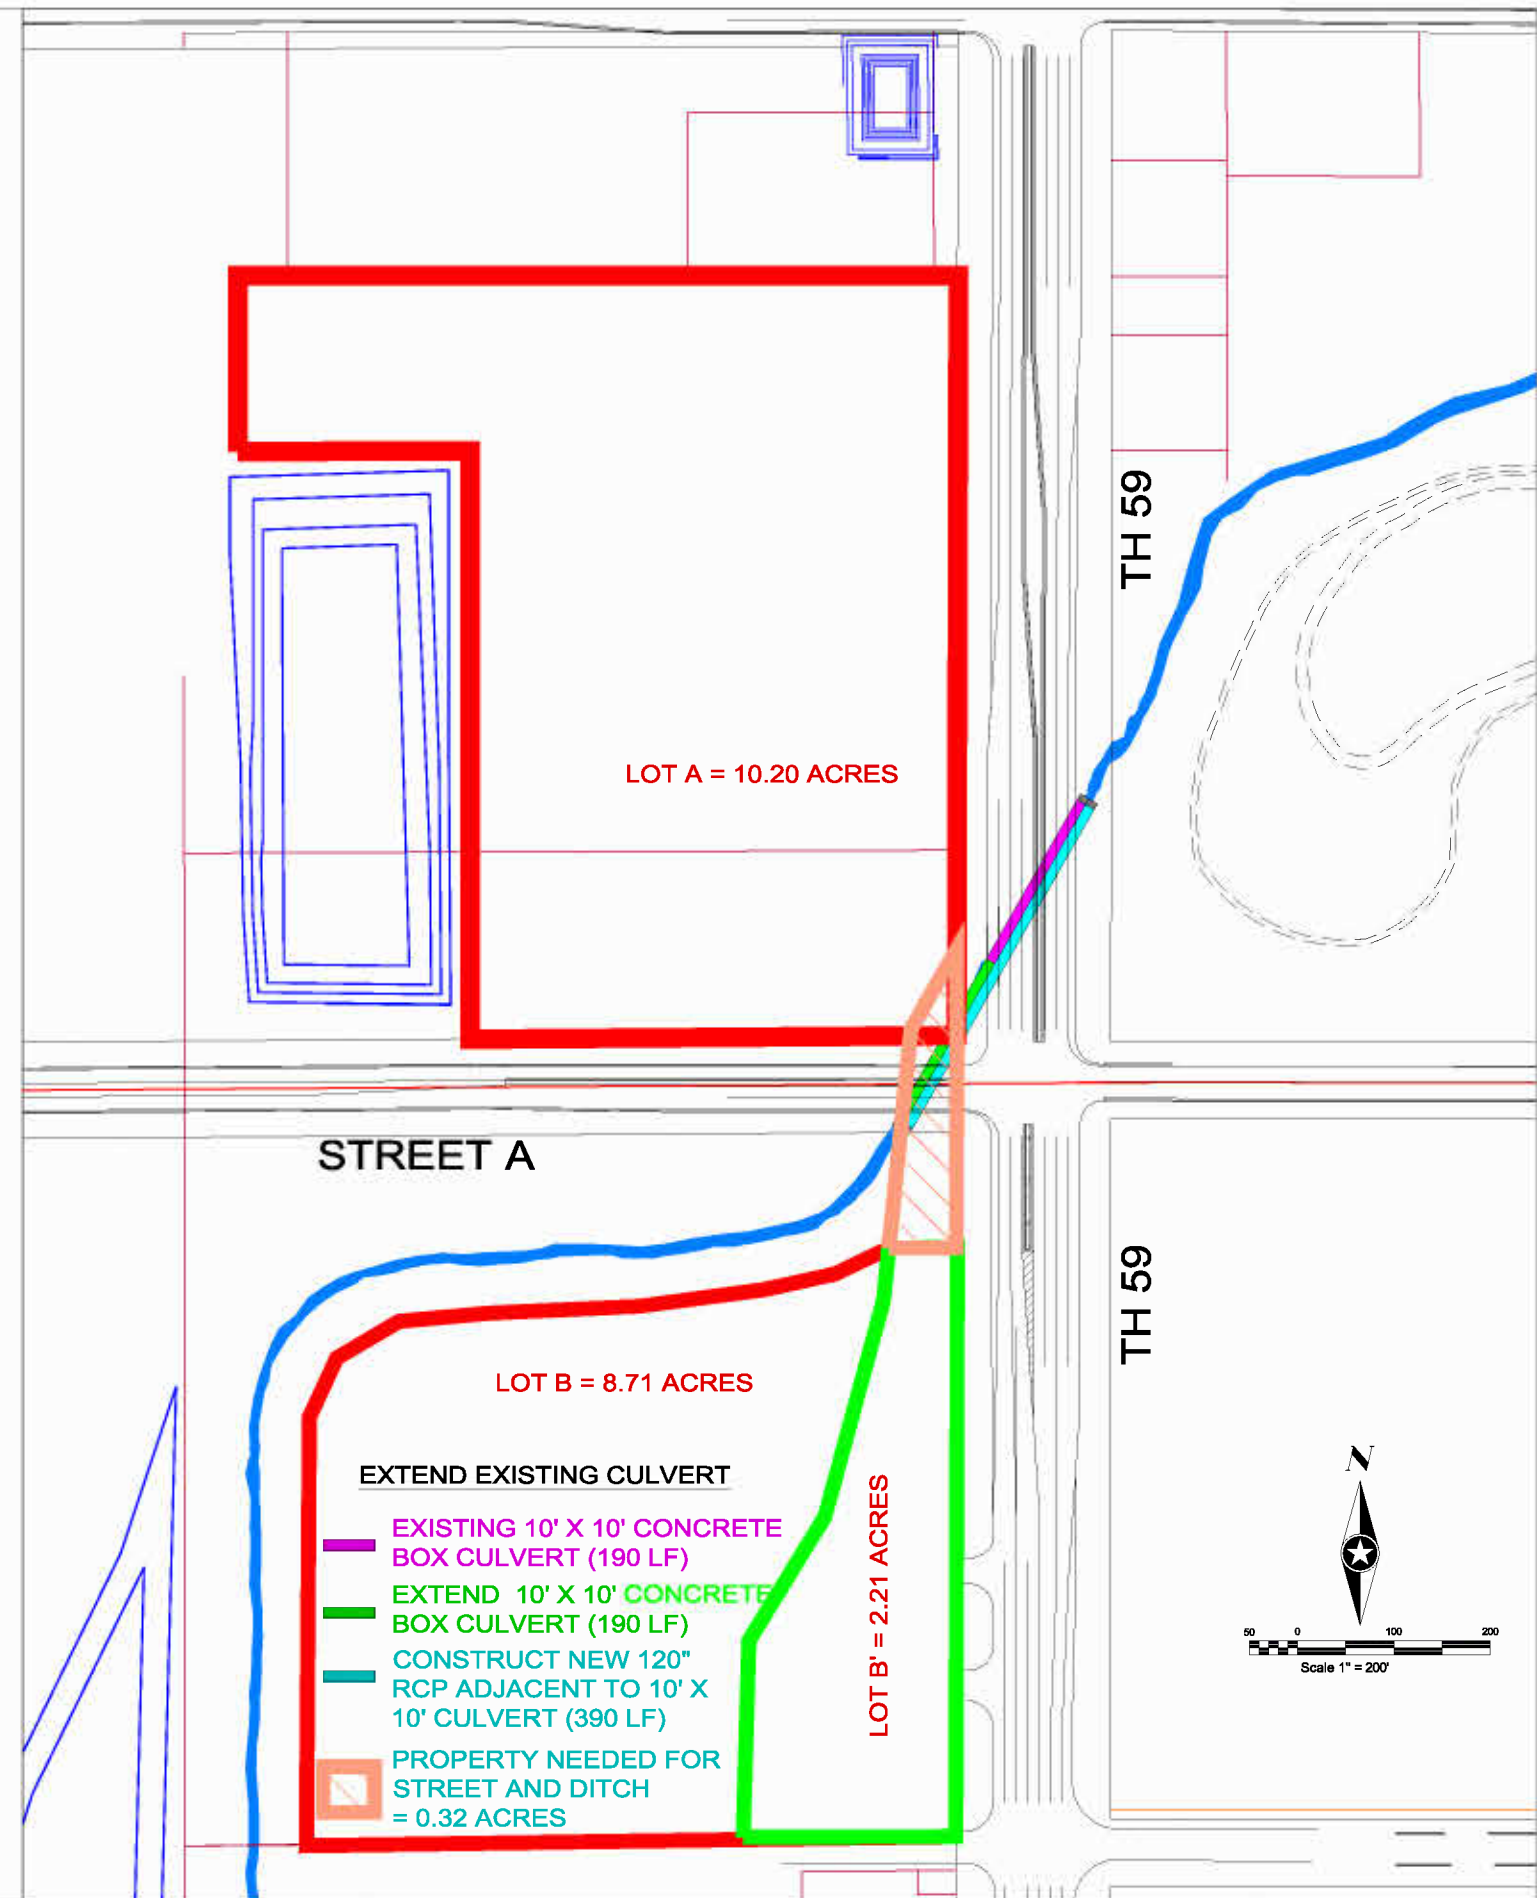 TH 59
LOT A = 10.20 ACRES
STREET A
TH 59
LOT B = 8.71 ACRES
EXTEND EXISTING CULVERT
EXISTING 10' X 10' CONCRETE
BOX CULVERT (190 LF)
EXTEND 10' X 10' CONCRETE
BOX CULVERT (190 LF)
CONSTRUCT NEW 120"
RCP ADJACENT TO 10' X
10' CULVERT (390 LF)
PROPERTY NEEDED FOR
STREET AND DITCH
= 0.32 ACRES
LOT B' = 2.21 ACRES
N
50 0 100 200
Scale 1" = 200'